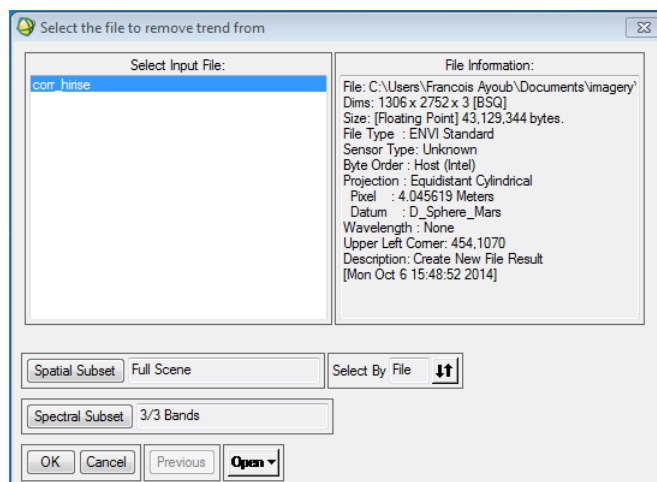 Select the file to remove trend from
Select Input File:
corr_hirise
File Information:
File: C:\Users\Francois Ayoub\Documents\imagery\
Dims: 1306 x 2752 x 3 [BSQ]
Size: [Floating Point] 43,129,344 bytes.
File Type : ENVI Standard
Sensor Type: Unknown
Byte Order : Host (Intel)
Projection : Equidistant Cylindrical
Pixel : 4.045619 Meters
Datum : D_Sphere_Mars
Wavelength : None
Upper Left Corner: 454,1070
Description: Create New File Result
[Mon Oct 6 15:48:52 2014]
Spatial Subset Full Scene
Select By File
Spectral Subset 3/3 Bands
OK Cancel Previous Open